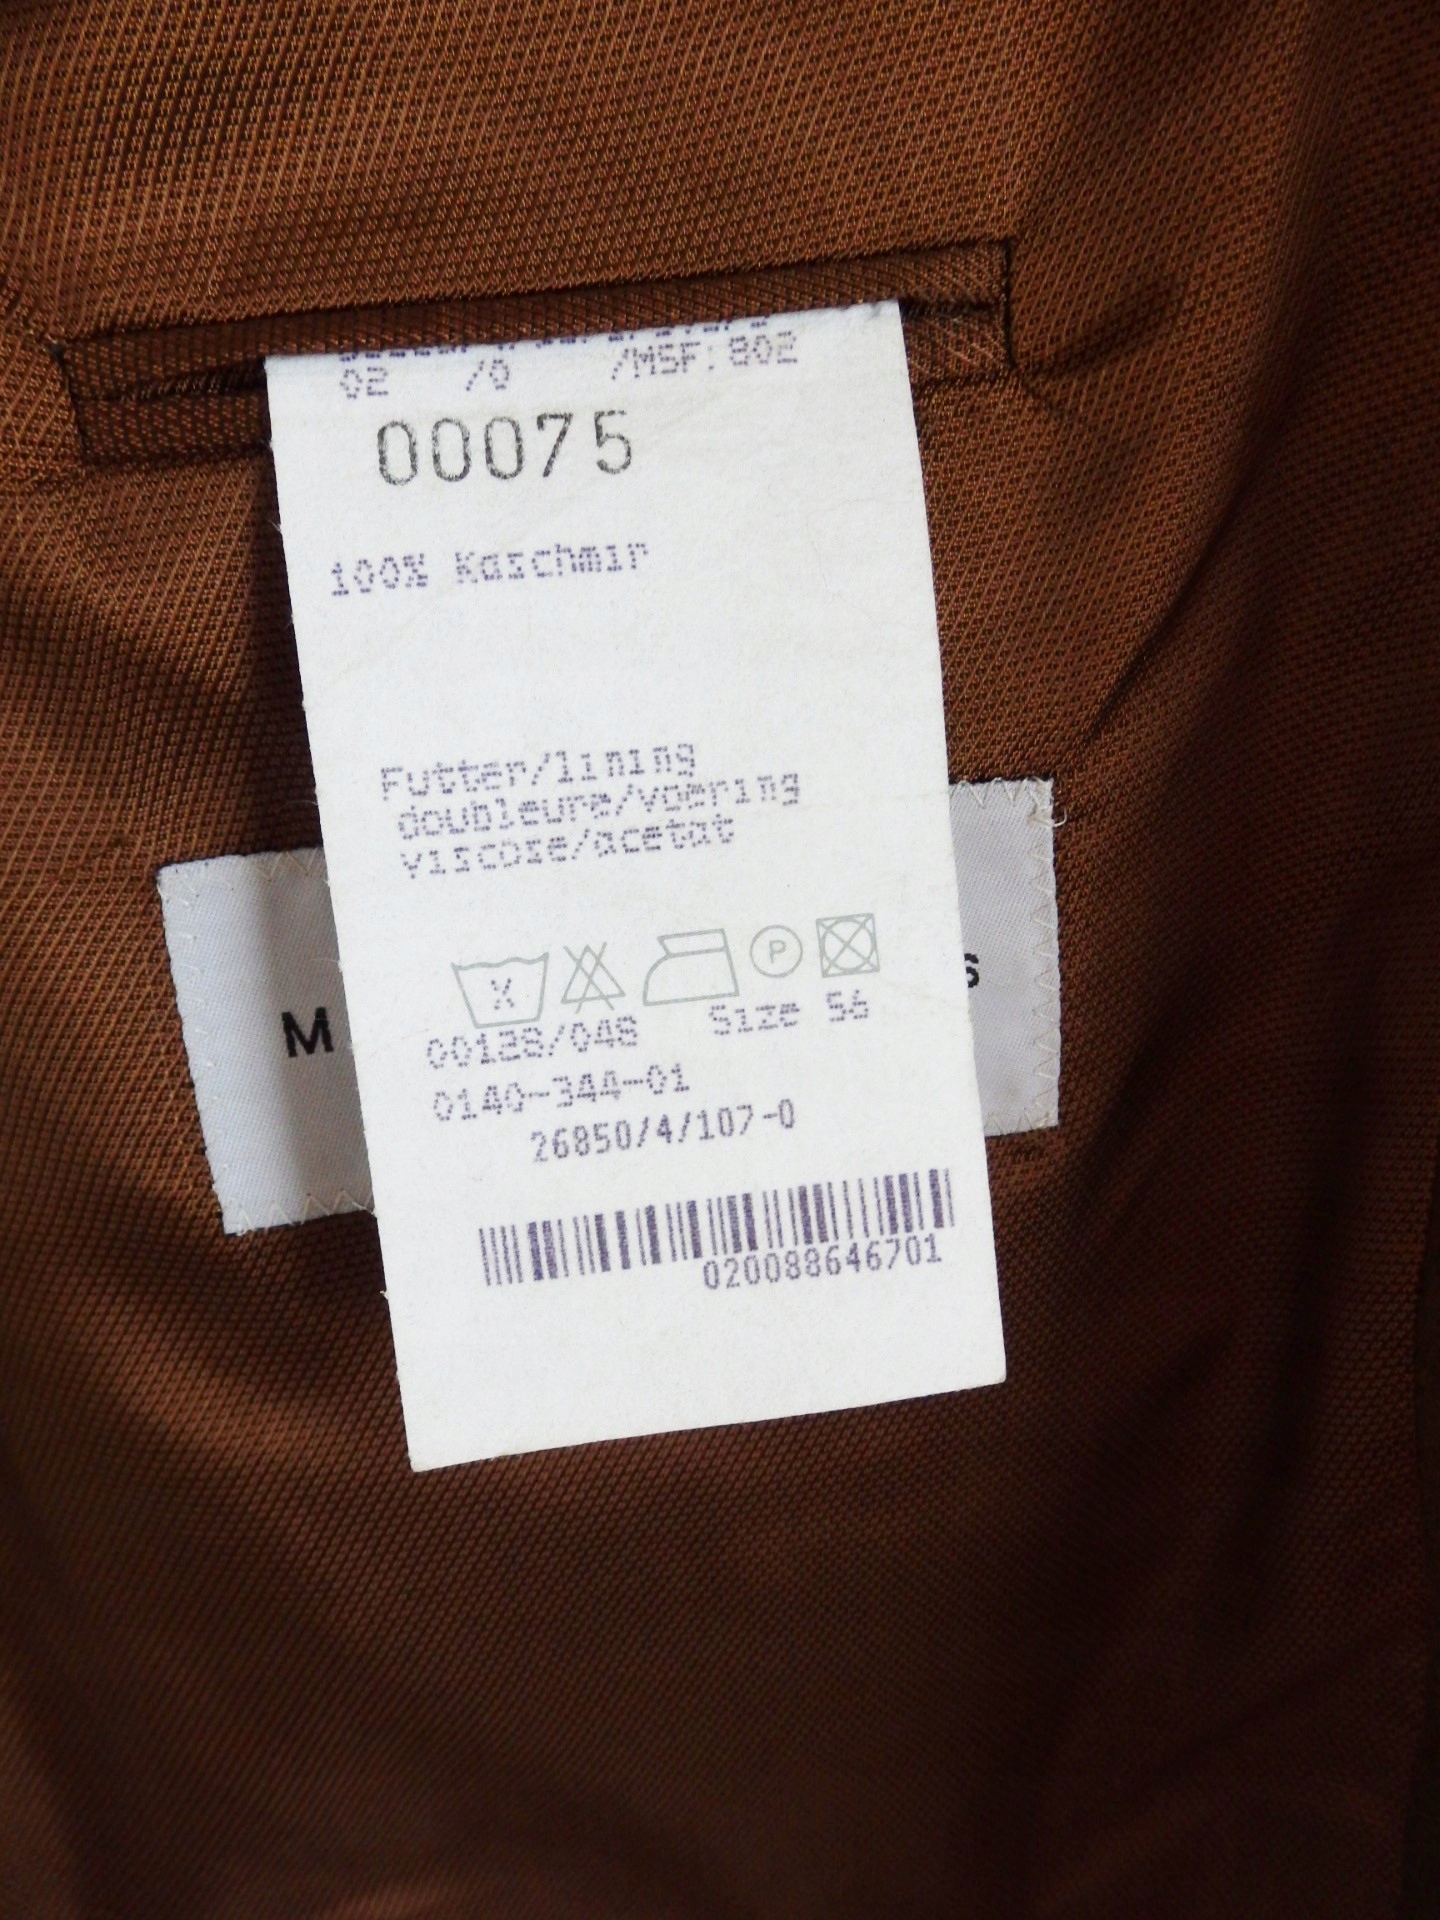 02 /0 /MSF: 802
00075
100% Kaschmir
Futter/lining
doubleure/voering
viscose/acetat
X P
00128/048 Size 56
0140-344-01
26850/4/107-0
020088646701
M
s